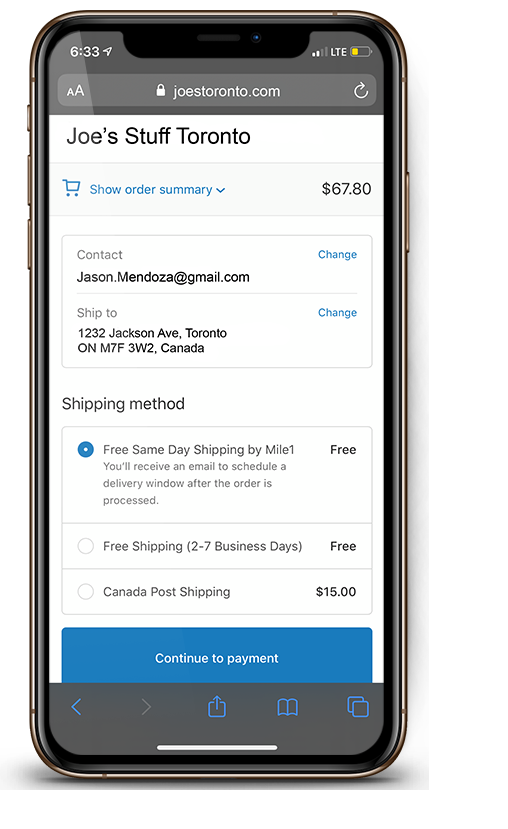 6:33 LTE
AA joestoronto.com
Joe's Stuff Toronto
Show order summary $67.80
Contact Change
Jason.Mendoza@gmail.com
Ship to Change
1232 Jackson Ave, Toronto
ON M7F 3W2, Canada
Shipping method
Free Same Day Shipping by Mile1 Free
You'll receive an email to schedule a
delivery window after the order is
processed.
Free Shipping (2-7 Business Days) Free
Canada Post Shipping $15.00
Continue to payment